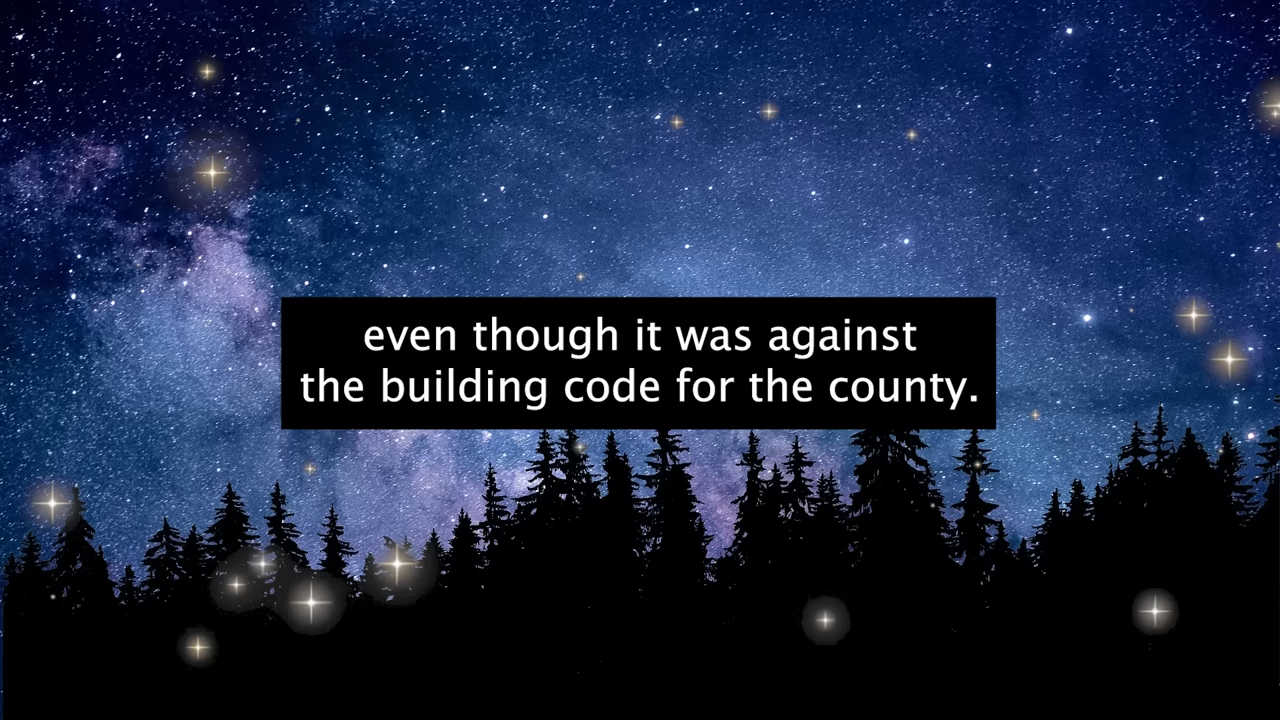 even though it was against
the building code for the county.